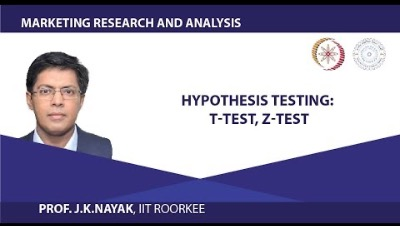 MARKETING RESEARCH AND ANALYSIS
HYPOTHESIS TESTING:
T-TEST, Z-TEST
PROF. J.K.NAYAK, IIT ROORKEE